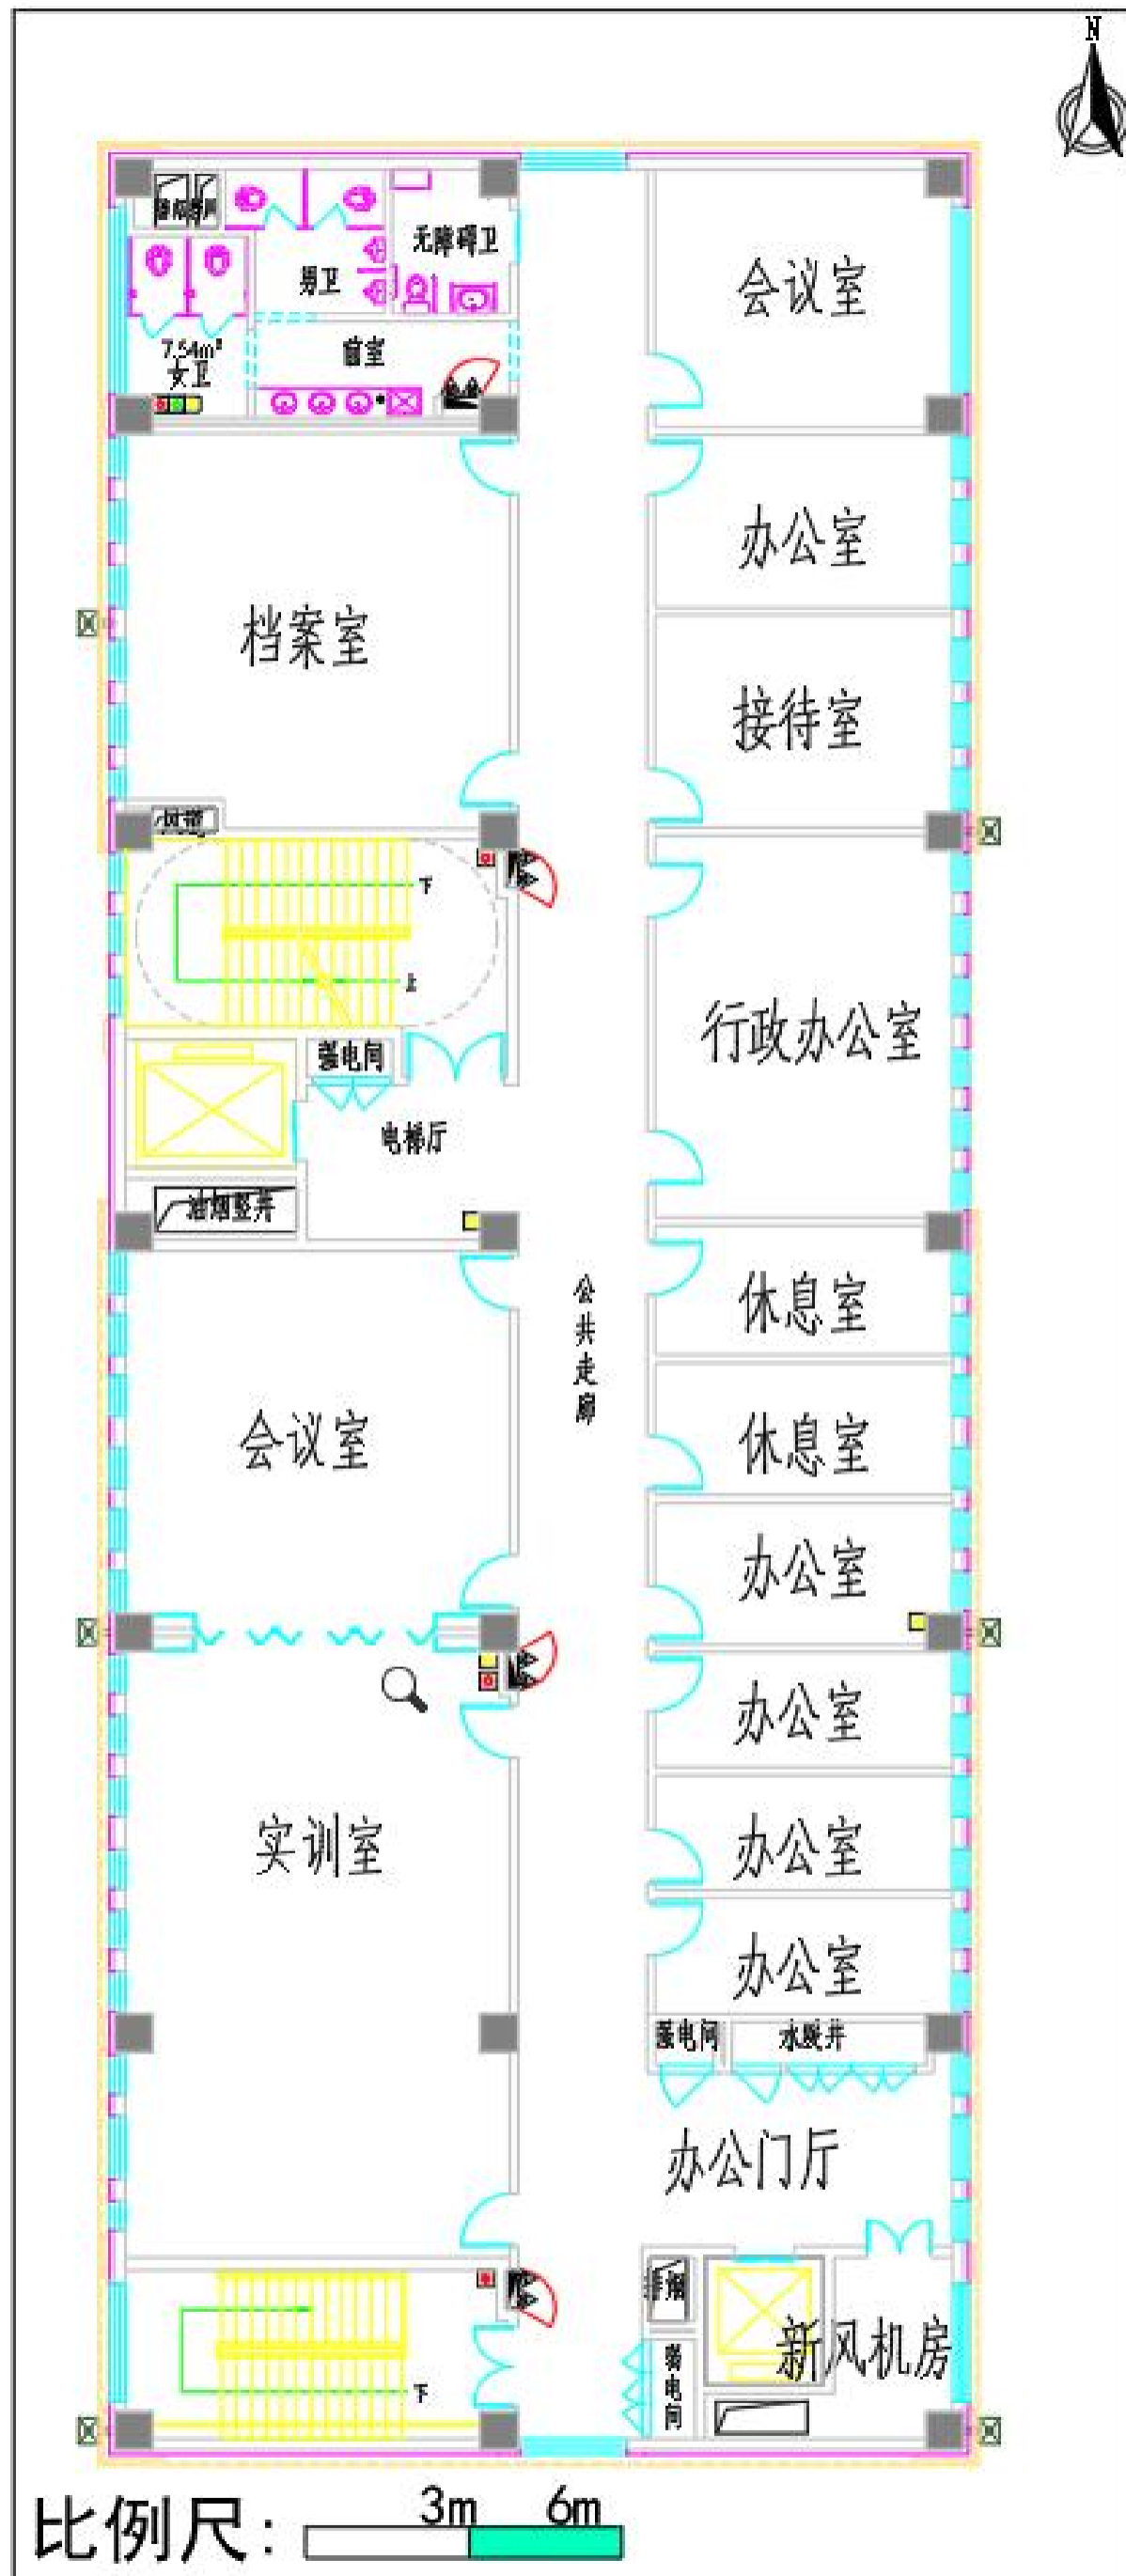 N
无障碍卫
男卫
会议室
前室
7.54m²
女卫
办公室
档案室
接待室
风道
下
上
行政办公室
强电间
电梯厅
油烟竖井
公共走廊
休息室
会议室
休息室
办公室
办公室
实训室
办公室
办公室
强电间
水暖井
办公门厅
排烟
新风机房
弱电间
下
比例尺:
3m
6m